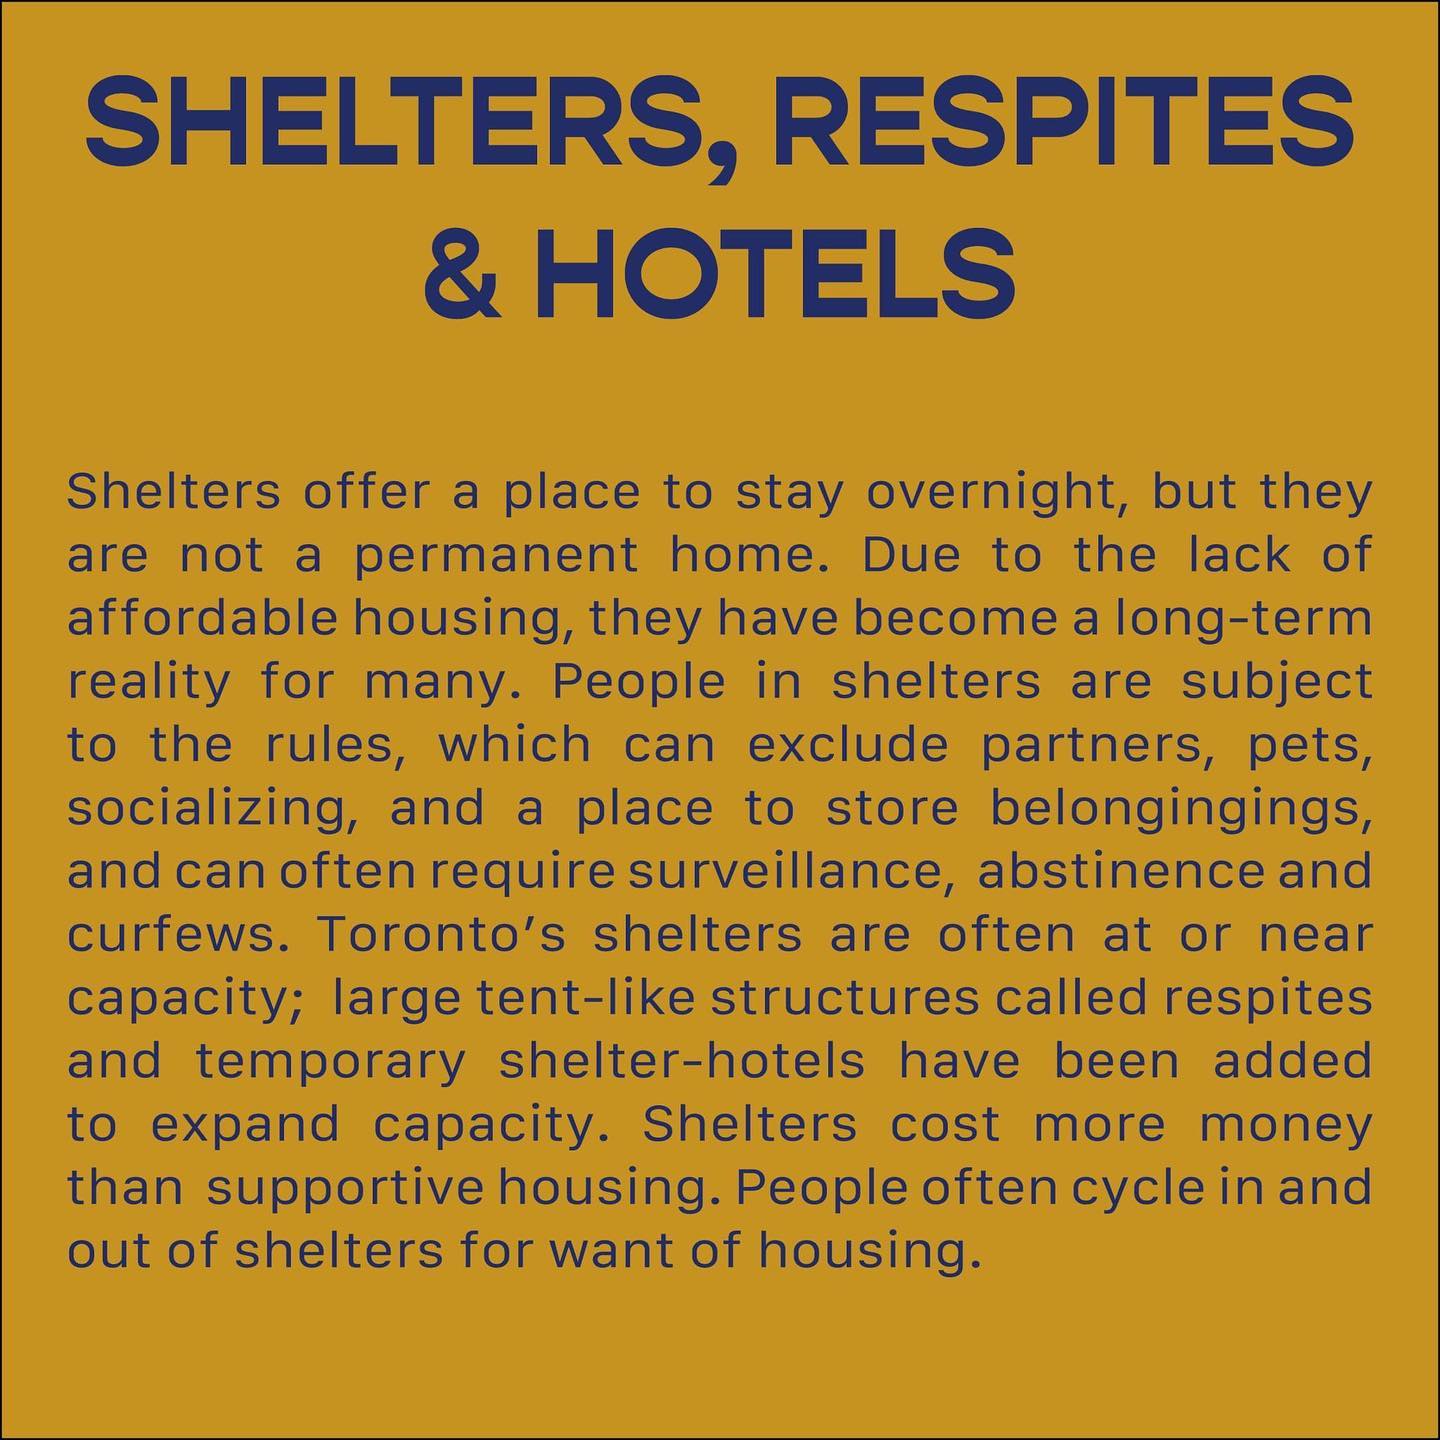 SHELTERS, RESPITES
& HOTELS
Shelters offer a place to stay overnight, but they
are not a permanent home. Due to the lack of
affordable housing, they have become a long-term
reality for many. People in shelters are subject
to the rules, which can exclude partners, pets,
socializing, and a place to store belongingings,
and can often require surveillance, abstinence and
curfews. Toronto’s shelters are often at or near
capacity; large tent-like structures called respites
and temporary shelter-hotels have been added
to expand capacity. Shelters cost more money
than supportive housing. People often cycle in and
out of shelters for want of housing.